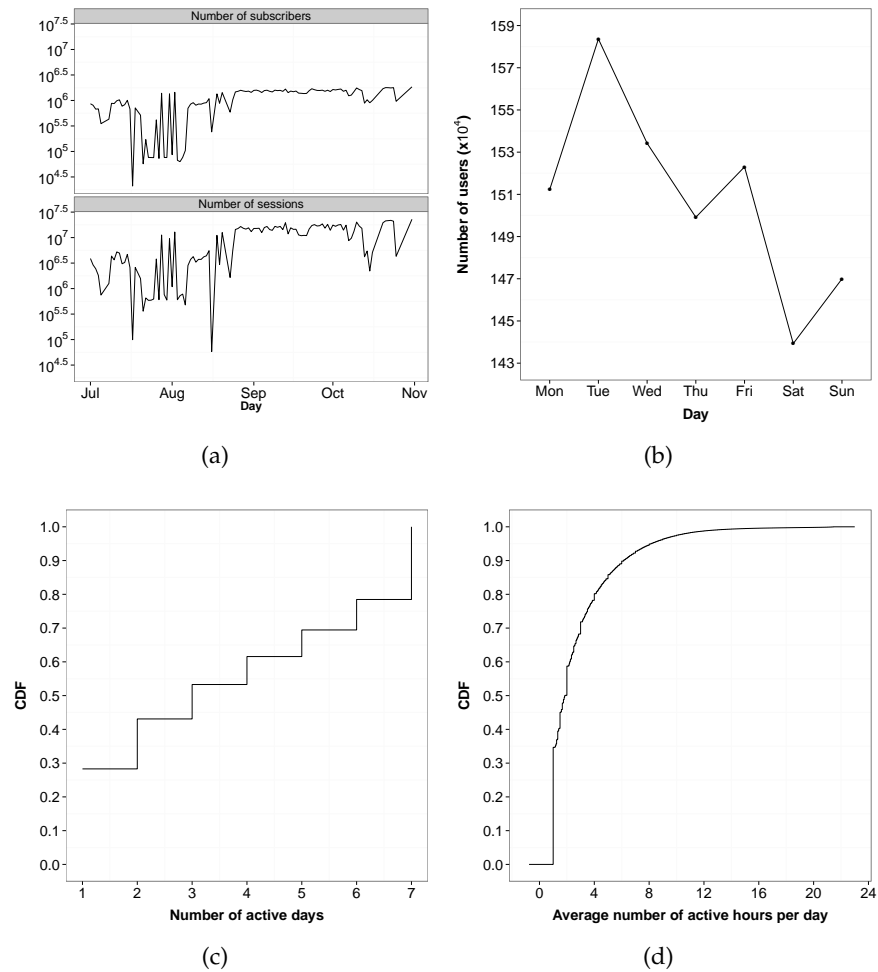 Number of subscribers
10^7.5
10^7
10^6.5
10^6
10^5.5
10^5
10^4.5
Number of sessions
10^7.5
10^7
10^6.5
10^6
10^5.5
10^5
10^4.5
Jul Aug Sep Oct Nov
Day
(a)
159
157
155
153
151
149
147
145
143
Number of users (x10^4)
Mon Tue Wed Thu Fri Sat Sun
Day
(b)
1.0
0.9
0.8
0.7
0.6
0.5
0.4
0.3
0.2
0.1
0.0
CDF
1 2 3 4 5 6 7
Number of active days
(c)
1.0
0.9
0.8
0.7
0.6
0.5
0.4
0.3
0.2
0.1
0.0
CDF
0 4 8 12 16 20 24
Average number of active hours per day
(d)